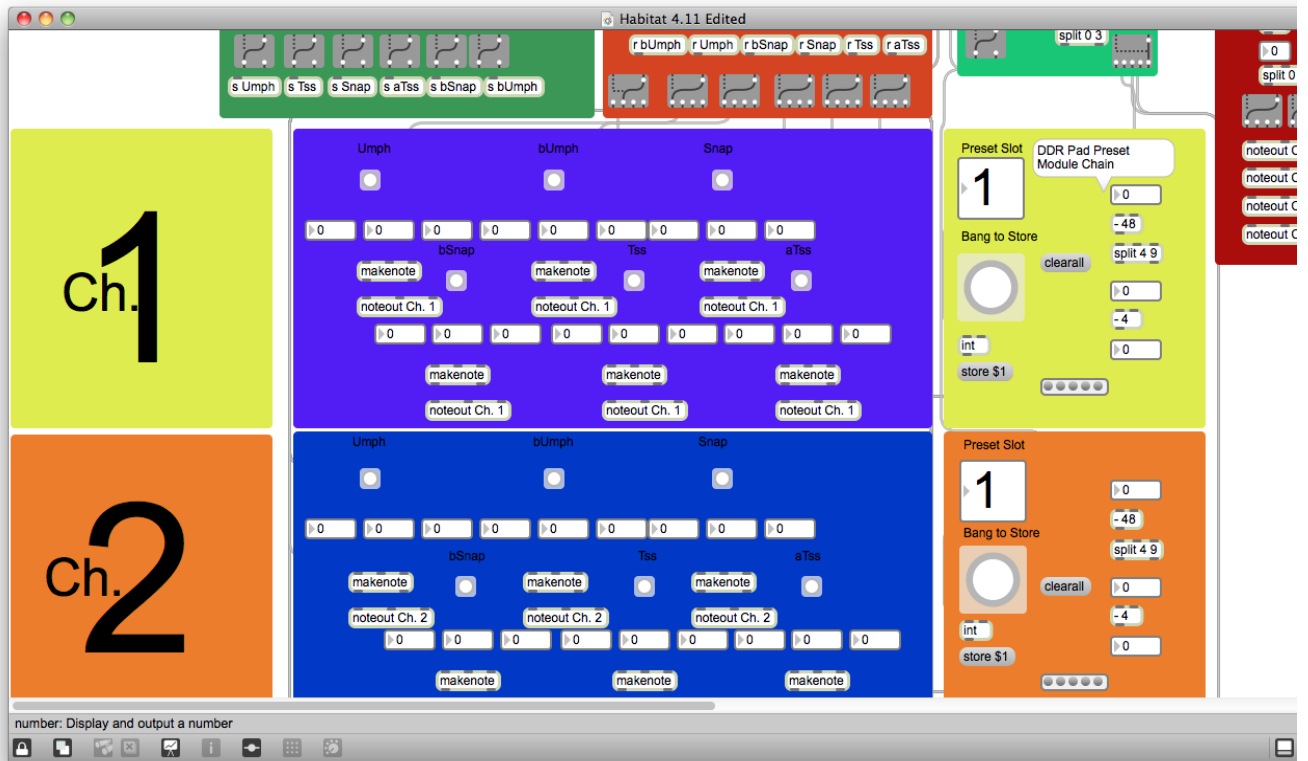 Habitat 4.11 Edited
r bUmph r Umph r bSnap r Snap r Tss r aTss
split 0 3
0
s Umph s Tss s Snap s aTss s bSnap s bUmph
split 0
noteout C
noteout C
noteout C
noteout C
Ch.1
Umph bUmph Snap
0 0 0 0 0 0 0 0 0
bSnap Tss aTss
makenote makenote makenote
noteout Ch. 1 noteout Ch. 1 noteout Ch. 1
0 0 0 0 0 0 0 0 0
makenote makenote makenote
noteout Ch. 1 noteout Ch. 1 noteout Ch. 1
Preset Slot
1
DDR Pad Preset
Module Chain
0
- 48
Bang to Store
split 4 9
clearall
0
- 4
int
0
store $1
Ch.2
Umph bUmph Snap
0 0 0 0 0 0 0 0 0
bSnap Tss aTss
makenote makenote makenote
noteout Ch. 2 noteout Ch. 2 noteout Ch. 2
0 0 0 0 0 0 0 0 0
makenote makenote makenote
Preset Slot
1
0
- 48
Bang to Store
split 4 9
clearall
0
- 4
int
0
store $1
number: Display and output a number